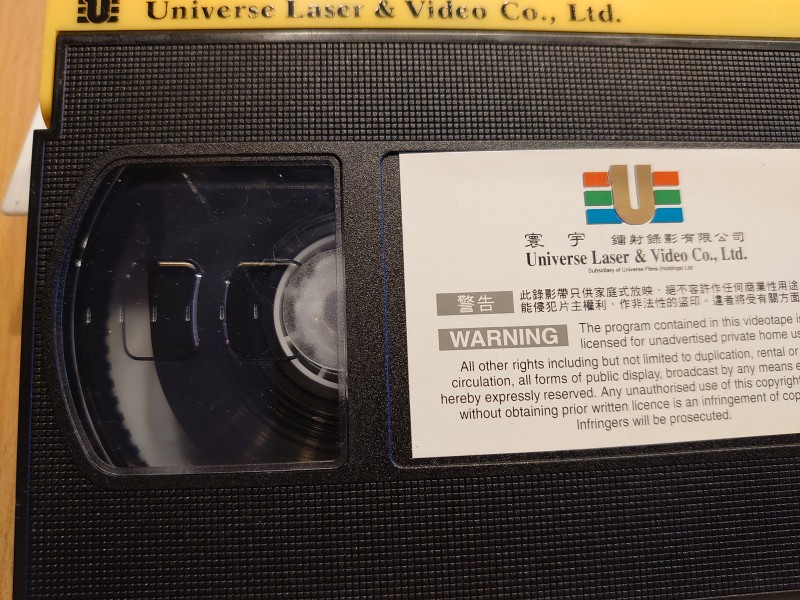 U Universe Laser & Video Co., Ltd.
U
寰宇 鐳射錄影有限公司
Universe Laser & Video Co., Ltd.
Subsidiary of Universe Films (Holdings) Ltd
警告 此錄影帶只供家庭式放映，絕不容許作任何商業性用途
能侵犯片主權利，作非法性的盜印。違者將受有關方面
WARNING The program contained in this videotape is
licensed for unadvertised private home us
All other rights including but not limited to duplication, rental or
circulation, all forms of public display, broadcast by any means e
hereby expressly reserved. Any unauthorised use of this copyright
without obtaining prior written licence is an infringement of cop
Infringers will be prosecuted.